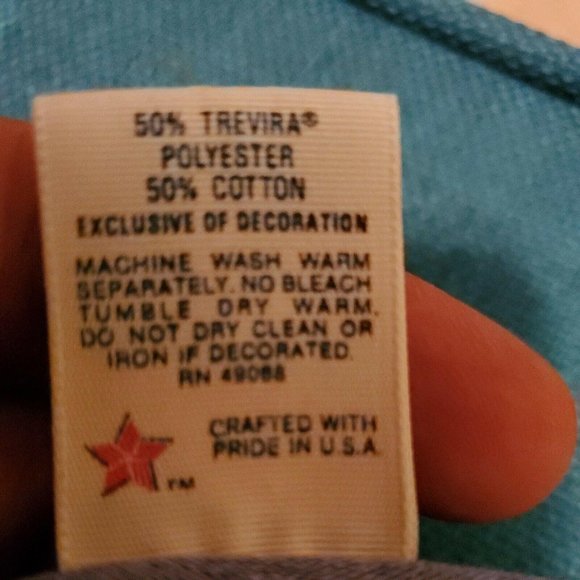 50% TREVIRA®
POLYESTER
50% COTTON
EXCLUSIVE OF DECORATION
MACHINE WASH WARM
SEPARATELY. NO BLEACH
TUMBLE DRY WARM.
DO NOT DRY CLEAN OR
IRON IF DECORATED.
RN 49068
CRAFTED WITH
PRIDE IN U.S.A.
TM